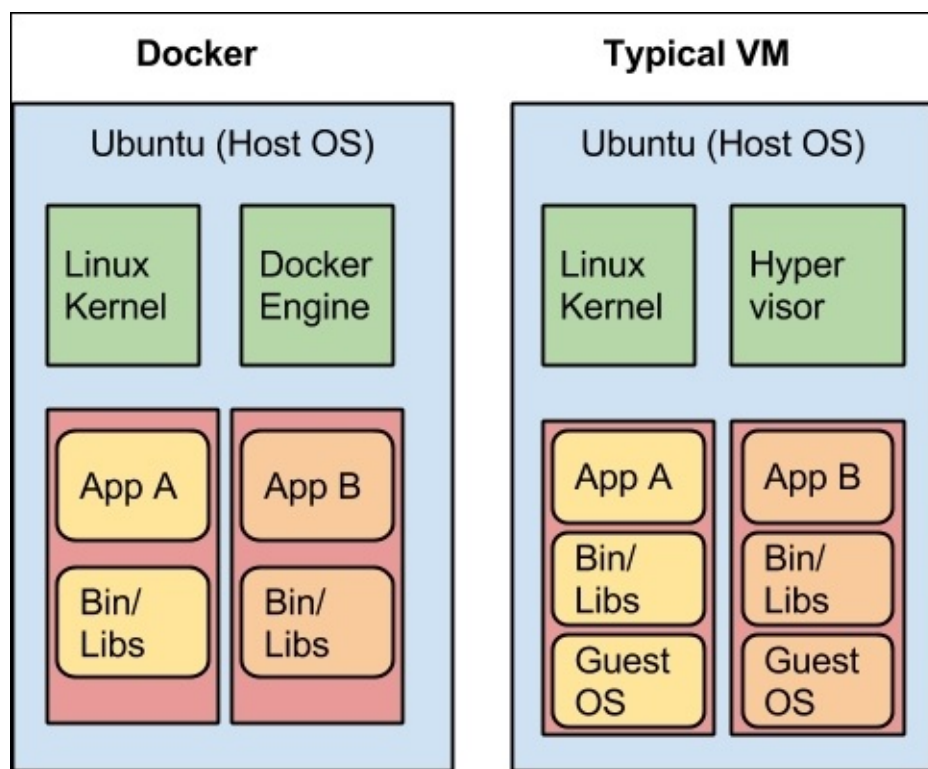 Docker
Ubuntu (Host OS)
Linux
Kernel
Docker
Engine
App A
Bin/
Libs
App B
Bin/
Libs
Typical VM
Ubuntu (Host OS)
Linux
Kernel
Hyper
visor
App A
Bin/
Libs
Guest
OS
App B
Bin/
Libs
Guest
OS